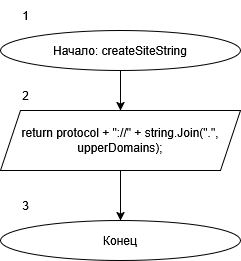 1
Начало: createSiteString
2
return protocol + "://" + string.Join(".",
upperDomains);
3
Конец